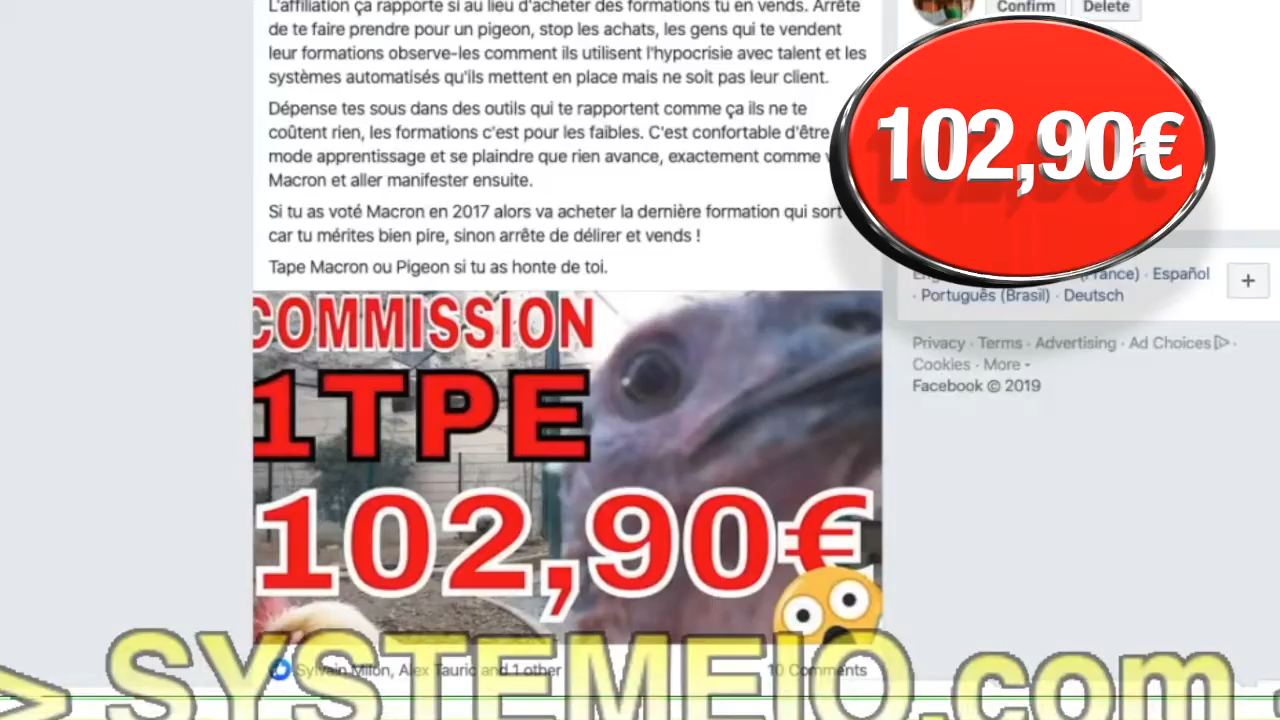 L'affiliation ça rapporte si au lieu d'acheter des formations tu en vends. Arrête
de te faire prendre pour un pigeon, stop les achats, les gens qui te vendent
leur formations observe-les comment ils utilisent l'hypocrisie avec talent et les
systèmes automatisés qu'ils mettent en place mais ne soit pas leur client.
Dépense tes sous dans des outils qui te rapportent comme ça ils ne te
coûtent rien, les formations c'est pour les faibles. C'est confortable d'être
mode apprentissage et se plaindre que rien avance, exactement comme
Macron et aller manifester ensuite.
Si tu as voté Macron en 2017 alors va acheter la dernière formation qui sort
car tu mérites bien pire, sinon arrête de délirer et vends !
Tape Macron ou Pigeon si tu as honte de toi.
COMMISSION
1TPE
102,90€
Sylvain Milon, Alex Tauric and 1 other
10 Comments
Confirm Delete
102,90€
(France) · Español
· Português (Brasil) · Deutsch
+
Privacy · Terms · Advertising · Ad Choices ·
Cookies · More
Facebook © 2019
> SYSTEMEIO.com